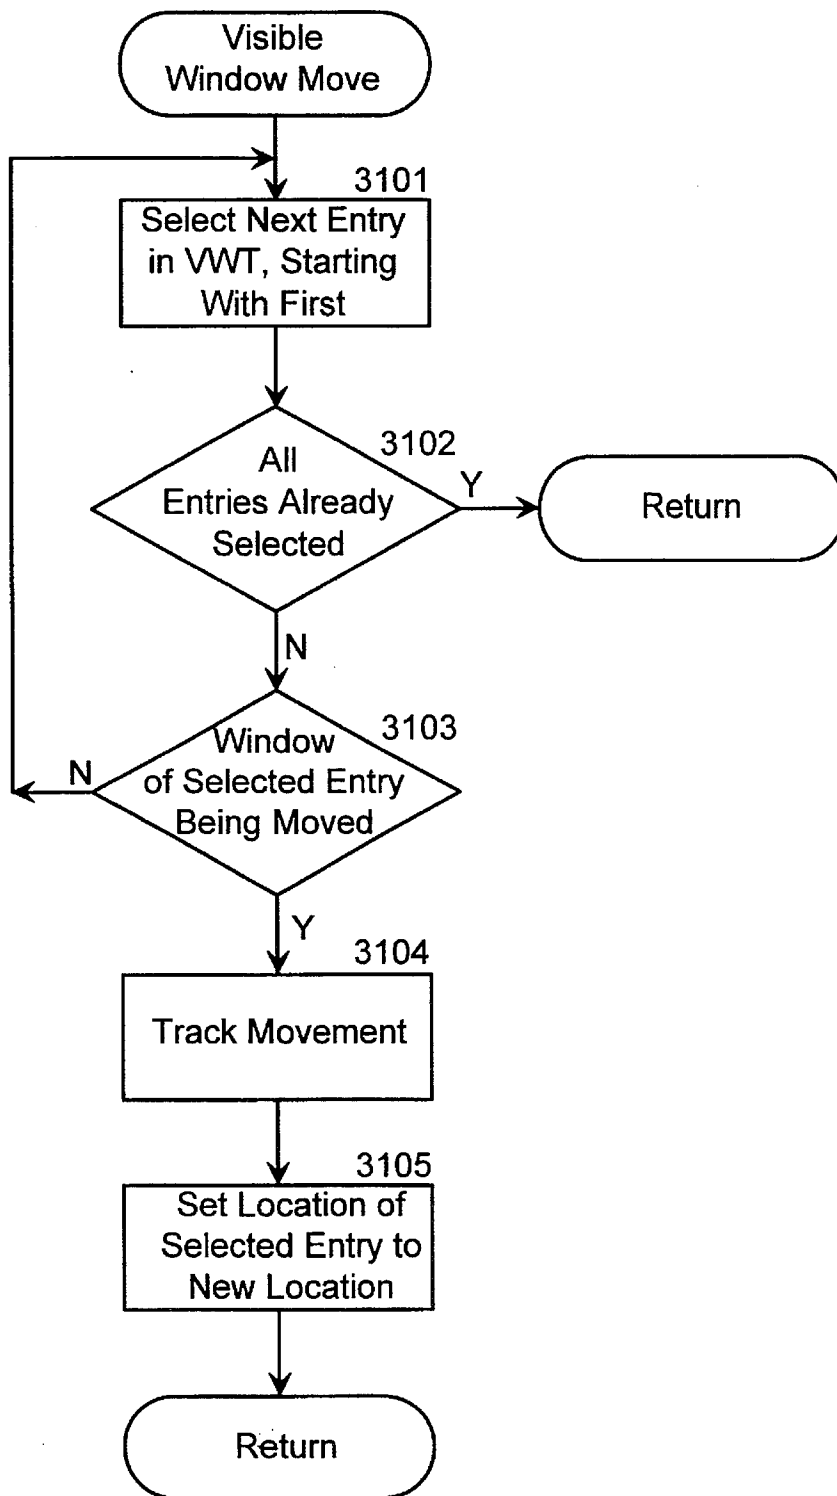 Visible
Window Move
3101
Select Next Entry
in VWT, Starting
With First
3102
All
Entries Already
Selected
Y
Return
N
3103
Window
of Selected Entry
Being Moved
N
Y
3104
Track Movement
3105
Set Location of
Selected Entry to
New Location
Return